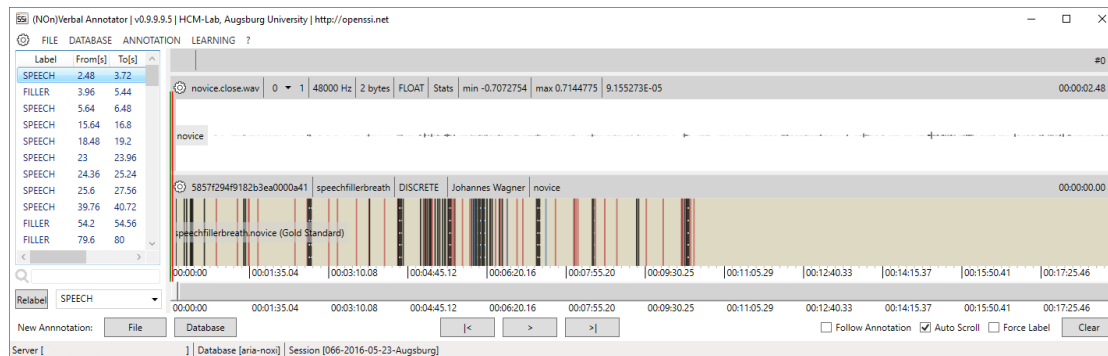 SSI (NOn)Verbal Annotator | v0.9.9.9.5 | HCM-Lab, Augsburg University | http://openssi.net
FILE DATABASE ANNOTATION LEARNING ?
Label From[s] To[s]
SPEECH 2.48 3.72
FILLER 3.96 5.44
SPEECH 5.64 6.48
SPEECH 15.64 16.8
SPEECH 18.48 19.2
SPEECH 23 23.96
SPEECH 24.36 25.24
SPEECH 25.6 27.56
SPEECH 39.76 40.72
FILLER 54.2 54.56
FILLER 79.6 80
Relabel SPEECH
#0
novice.close.wav 0 1 48000 Hz 2 bytes FLOAT Stats min -0.7072754 max 0.7144775 9.155273E-05 00:00:02.48
novice
5857f294f9182b3ea0000a41 speechfillerbreath DISCRETE Johannes Wagner novice 00:00:00.00
speechfillerbreath.novice (Gold Standard)
00:00:00 00:01:35.04 00:03:10.08 00:04:45.12 00:06:20.16 00:07:55.20 00:09:30.25 00:11:05.29 00:12:40.33 00:14:15.37 00:15:50.41 00:17:25.46
00:00:00 00:01:35.04 00:03:10.08 00:04:45.12 00:06:20.16 00:07:55.20 00:09:30.25 00:11:05.29 00:12:40.33 00:14:15.37 00:15:50.41 00:17:25.46
New Annnotation: File Database |< > >| Follow Annotation Auto Scroll Force Label Clear
Server [ ] | Database [aria-noxi] | Session [066-2016-05-23-Augsburg]